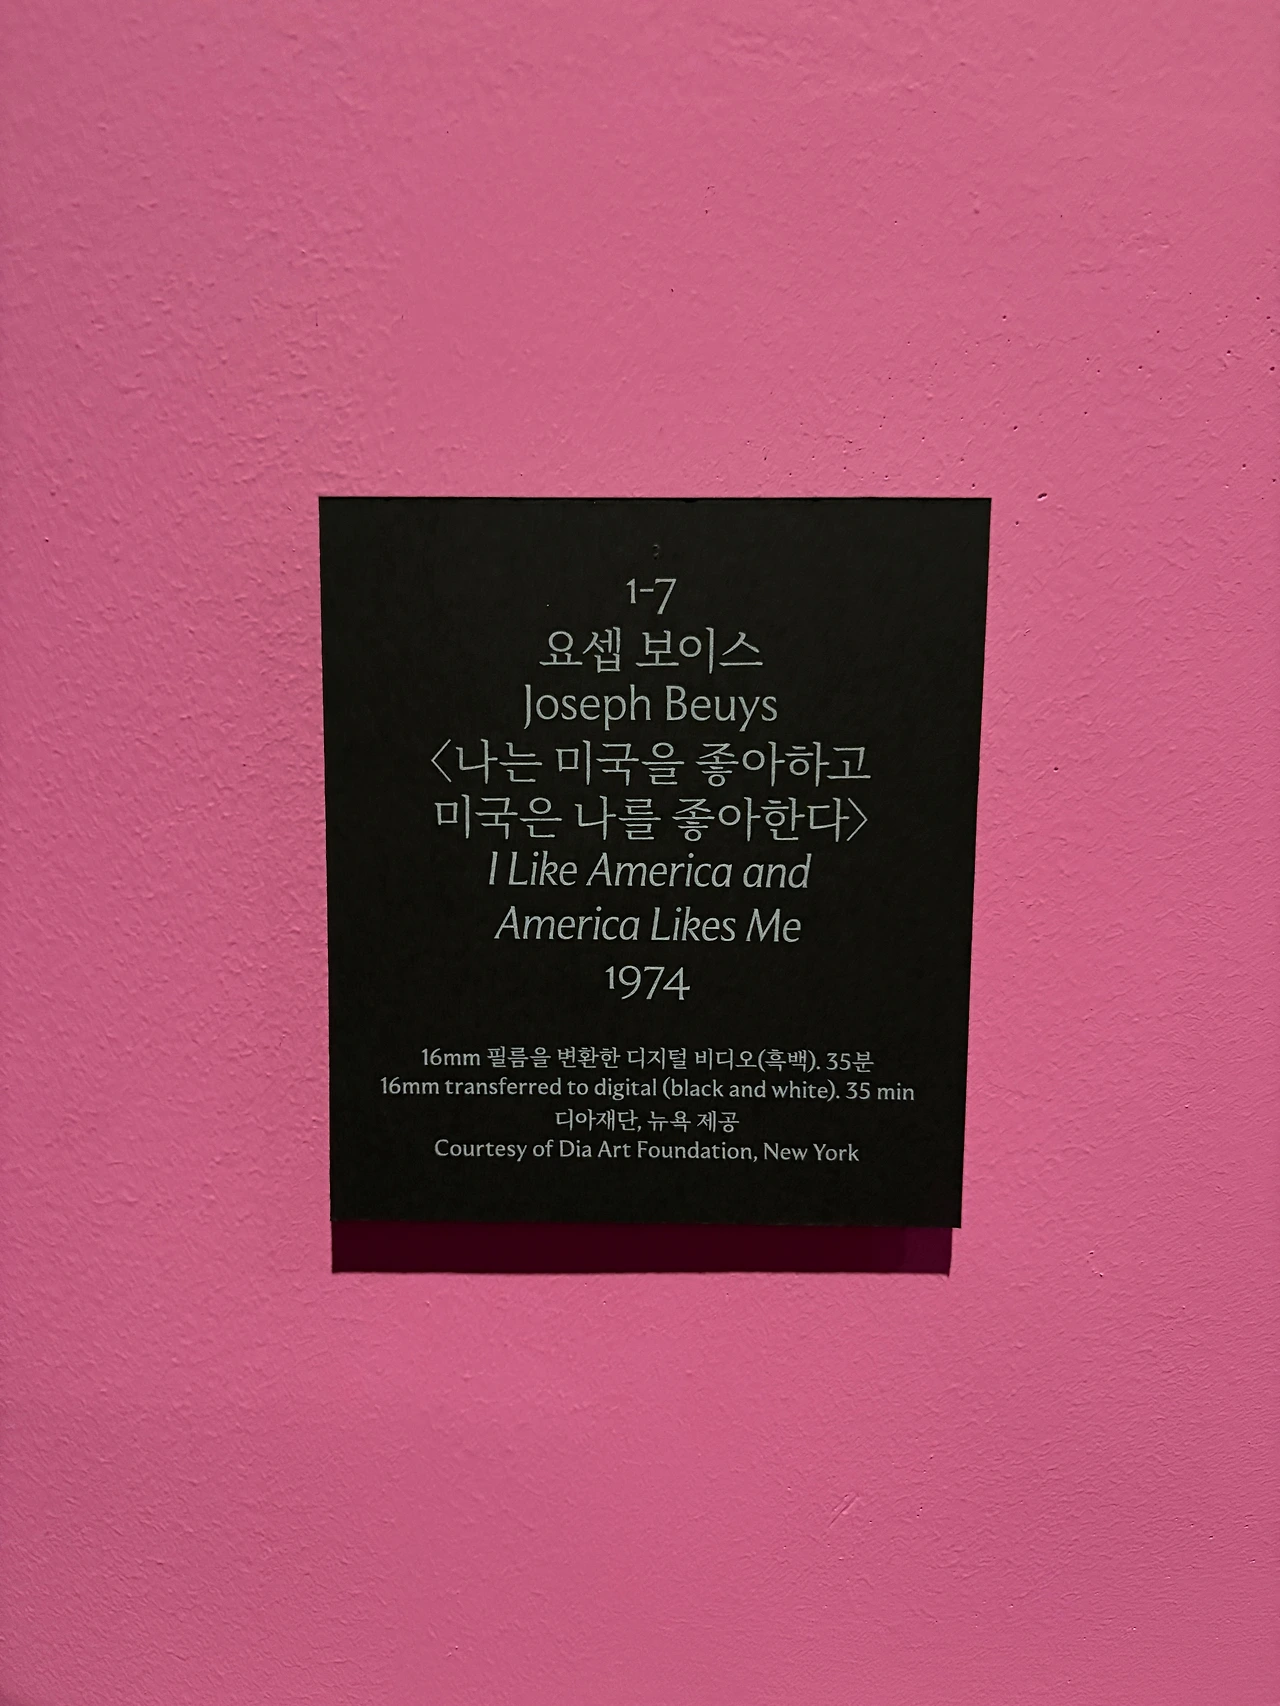 1-7
요셉 보이스
Joseph Beuys
〈나는 미국을 좋아하고
미국은 나를 좋아한다〉
I Like America and
America Likes Me
1974
16mm 필름을 변환한 디지털 비디오(흑백). 35분
16mm transferred to digital (black and white). 35 min
디아재단, 뉴욕 제공
Courtesy of Dia Art Foundation, New York